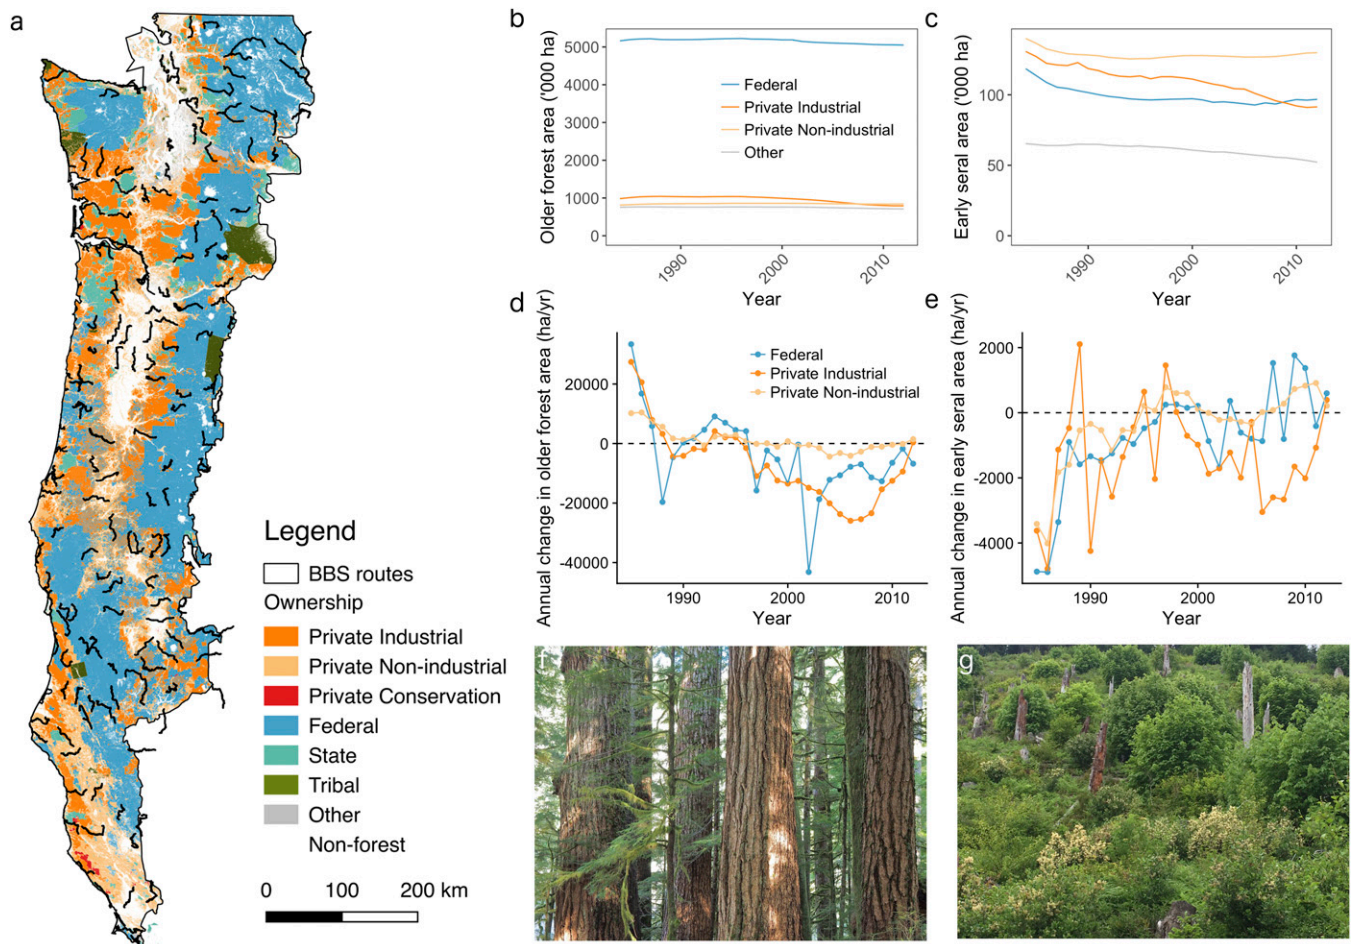 a
Legend
BBS routes
Ownership
Private Industrial
Private Non-industrial
Private Conservation
Federal
State
Tribal
Other
Non-forest
0 100 200 km
b
Older forest area ('000 ha)
5000
4000
3000
2000
1000
0
Federal
Private Industrial
Private Non-industrial
Other
1990
2000
2010
Year
c
Early seral area ('000 ha)
100
50
0
1990
2000
2010
Year
d
Annual change in older forest area (ha/yr)
20000
0
-20000
-40000
Federal
Private Industrial
Private Non-industrial
1990
2000
2010
Year
e
Annual change in early seral area (ha/yr)
2000
0
-2000
-4000
1990
2000
2010
Year
f
g